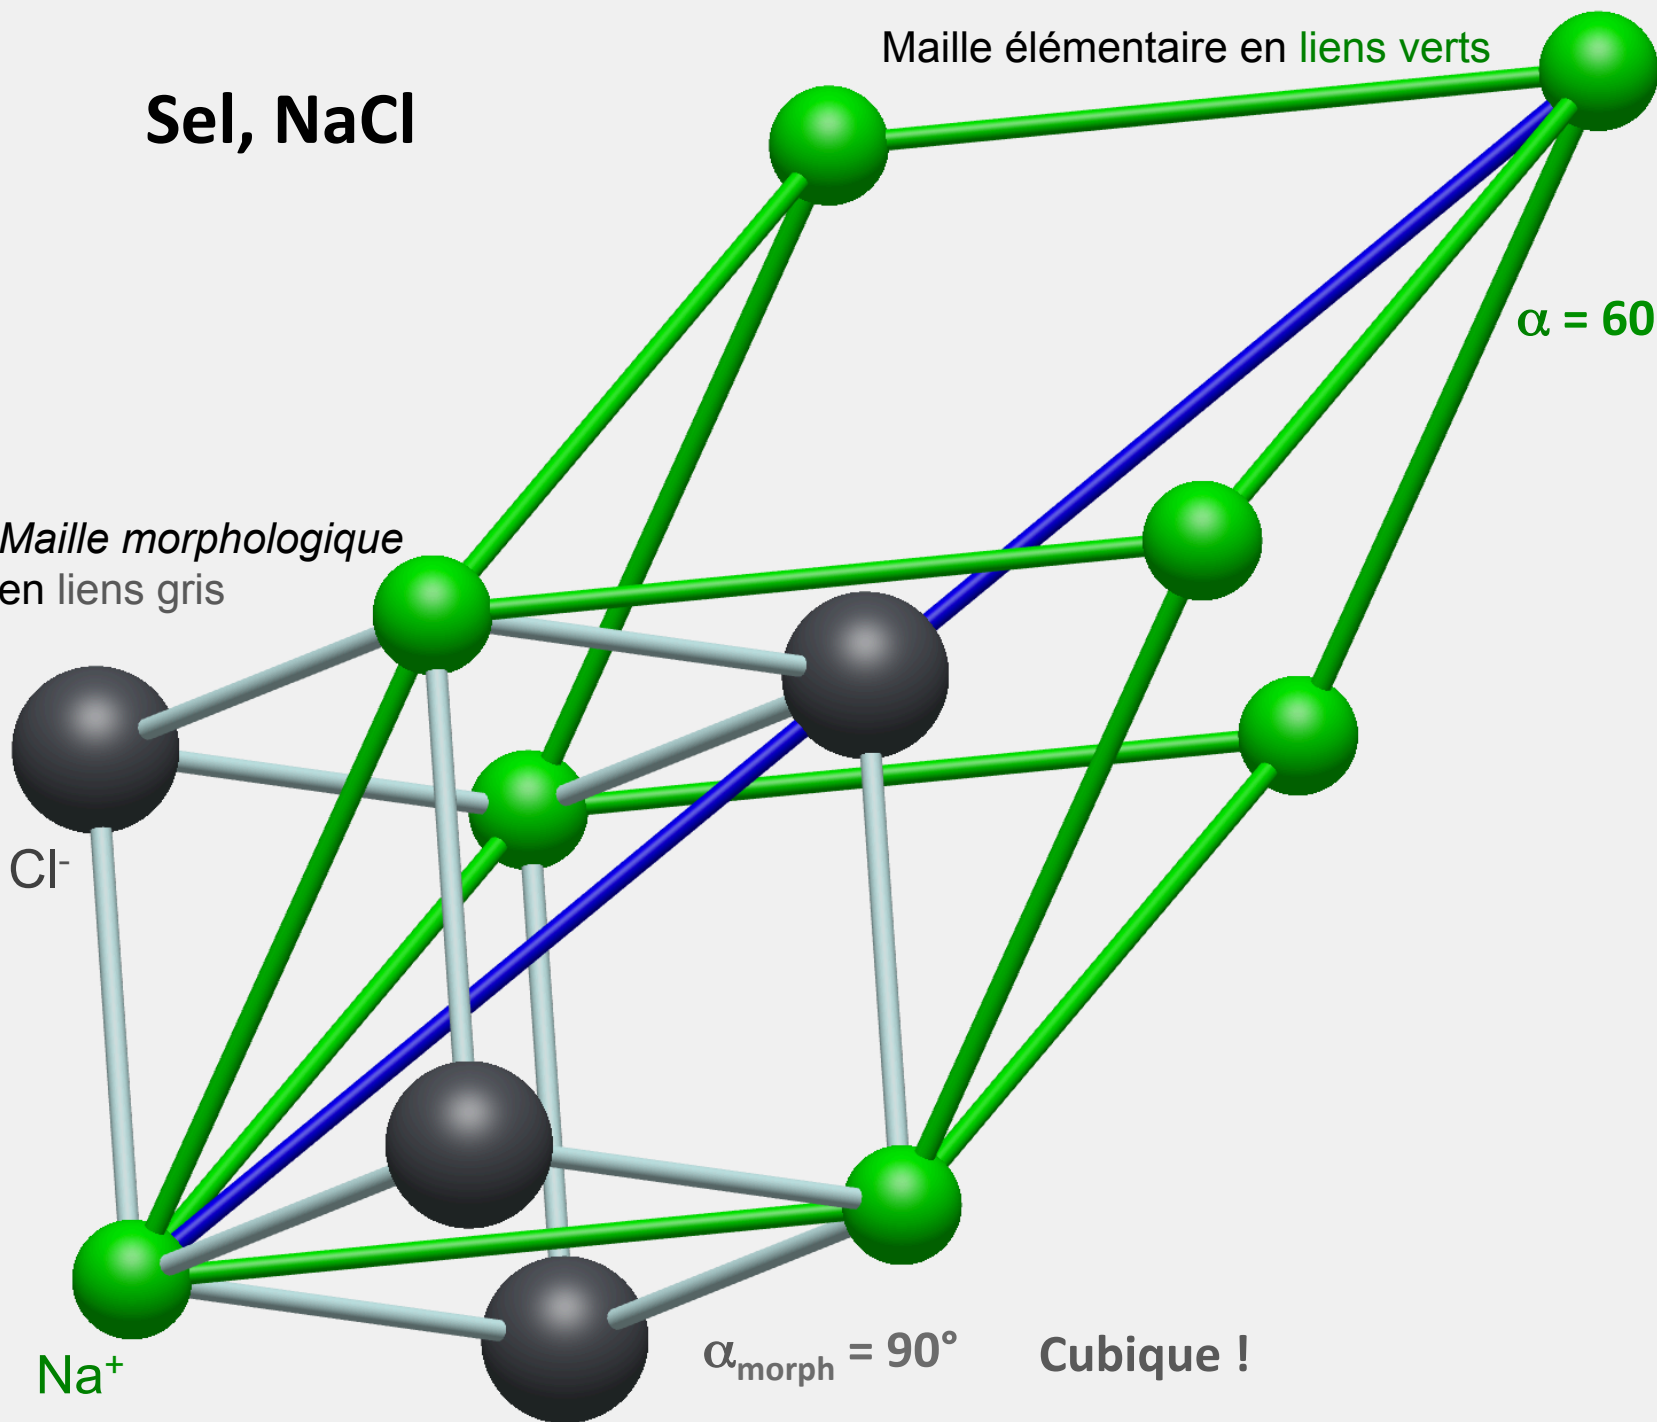 Maille élémentaire en liens verts
Sel, NaCl
α = 60
Maille morphologique
en liens gris
Cl⁻
Na⁺
αmorph = 90°
Cubique !